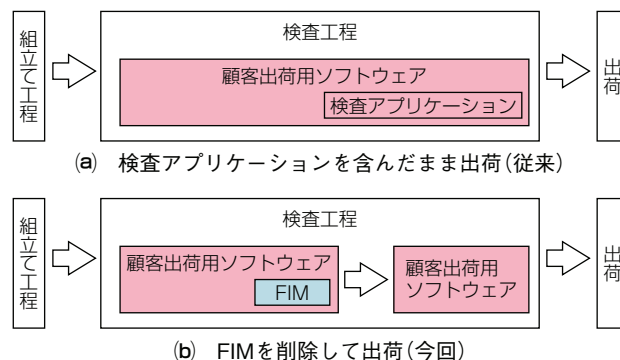 組立て工程
検査工程
顧客出荷用ソフトウェア
検査アプリケーション
出荷
(a) 検査アプリケーションを含んだまま出荷(従来)
組立て工程
検査工程
顧客出荷用ソフトウェア
FIM
顧客出荷用
ソフトウェア
出荷
(b) FIMを削除して出荷(今回)